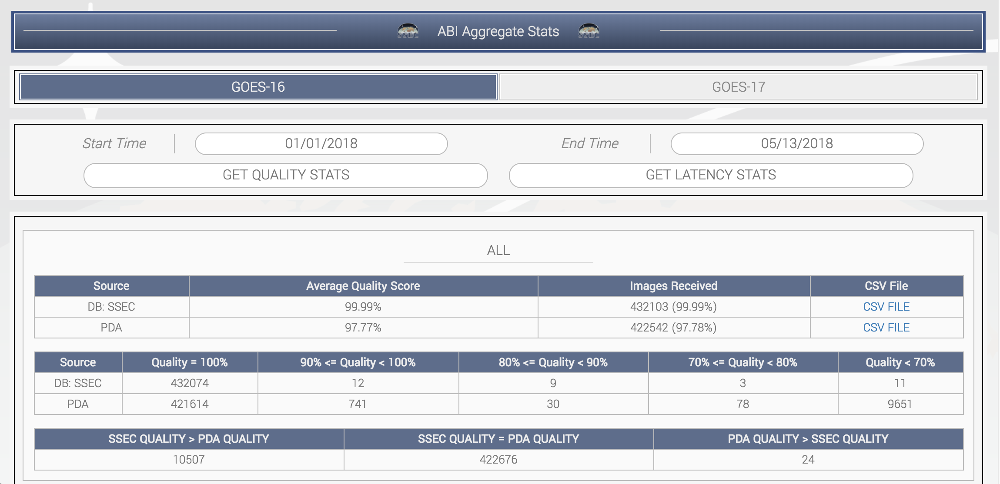 SSEC ABI Aggregate Stats SSEC
GOES-16 GOES-17
Start Time 01/01/2018 End Time 05/13/2018
GET QUALITY STATS GET LATENCY STATS
ALL
Source Average Quality Score Images Received CSV File
DB: SSEC 99.99% 432103 (99.99%) CSV FILE
PDA 97.77% 422542 (97.78%) CSV FILE
Source Quality = 100% 90% <= Quality < 100% 80% <= Quality < 90% 70% <= Quality < 80% Quality < 70%
DB: SSEC 432074 12 9 3 11
PDA 421614 741 30 78 9651
SSEC QUALITY > PDA QUALITY SSEC QUALITY = PDA QUALITY PDA QUALITY > SSEC QUALITY
10507 422676 24